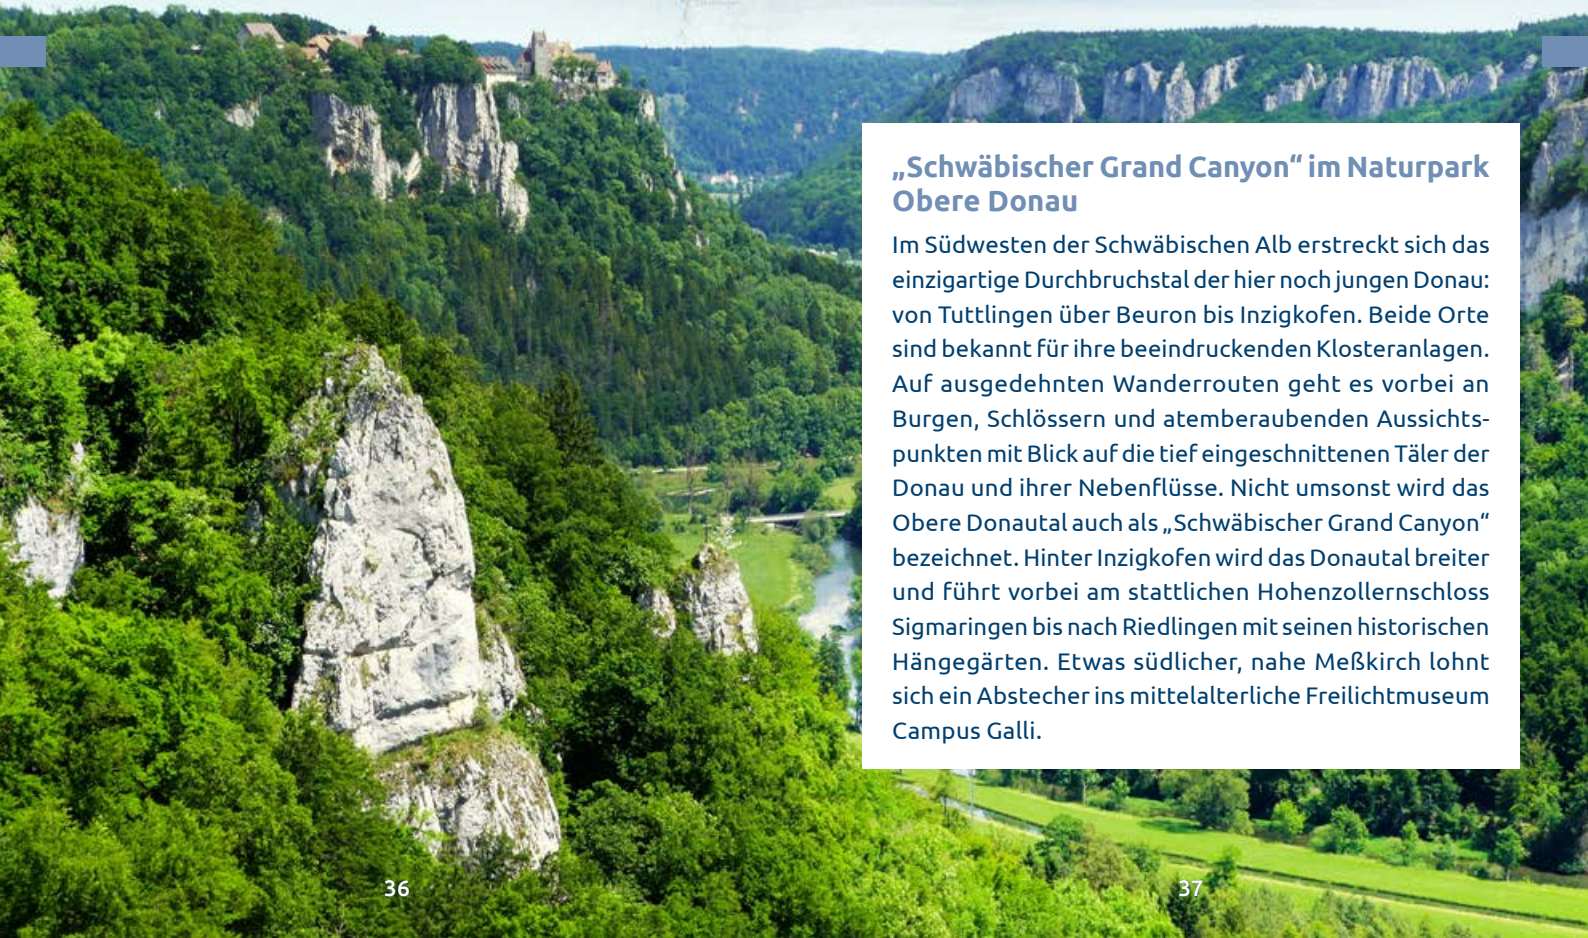 „Schwäbischer Grand Canyon“ im Naturpark
Obere Donau
Im Südwesten der Schwäbischen Alb erstreckt sich das
einzigartige Durchbruchstal der hier noch jungen Donau:
von Tuttlingen über Beuron bis Inzigkofen. Beide Orte
sind bekannt für ihre beeindruckenden Klosteranlagen.
Auf ausgedehnten Wanderrouten geht es vorbei an
Burgen, Schlössern und atemberaubenden Aussichts-
punkten mit Blick auf die tief eingeschnittenen Täler der
Donau und ihrer Nebenflüsse. Nicht umsonst wird das
Obere Donautal auch als „Schwäbischer Grand Canyon“
bezeichnet. Hinter Inzigkofen wird das Donautal breiter
und führt vorbei am stattlichen Hohenzollernschloss
Sigmaringen bis nach Riedlingen mit seinen historischen
Hängegärten. Etwas südlicher, nahe Meßkirch lohnt
sich ein Abstecher ins mittelalterliche Freilichtmuseum
Campus Galli.
36
37